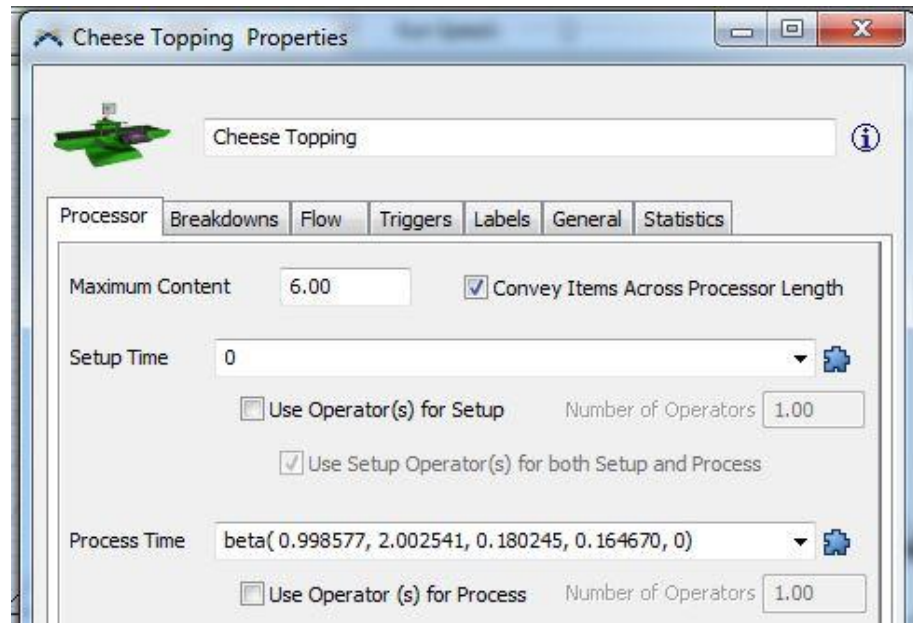 Cheese Topping Properties
Cheese Topping
Processor Breakdowns Flow Triggers Labels General Statistics
Maximum Content 6.00 Convey Items Across Processor Length
Setup Time 0
Use Operator(s) for Setup Number of Operators 1.00
Use Setup Operator(s) for both Setup and Process
Process Time beta( 0.998577, 2.002541, 0.180245, 0.164670, 0)
Use Operator (s) for Process Number of Operators 1.00